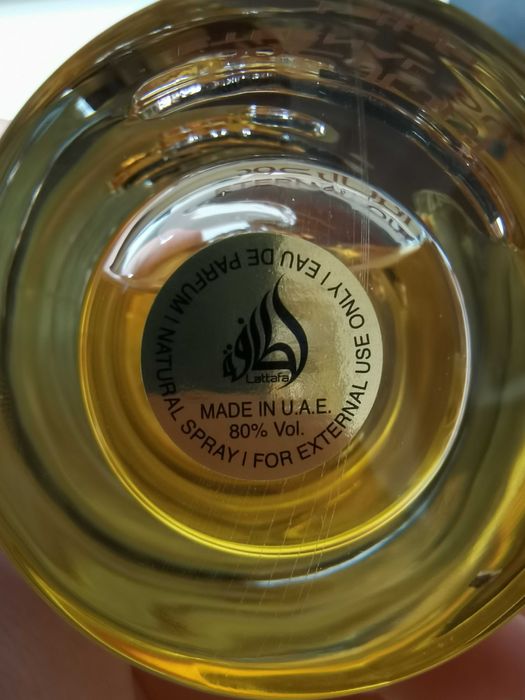 لطافة
Lattafa
MADE IN U.A.E.
80% Vol.
EAU DE PARFUM | NATURAL SPRAY | FOR EXTERNAL USE ONLY |